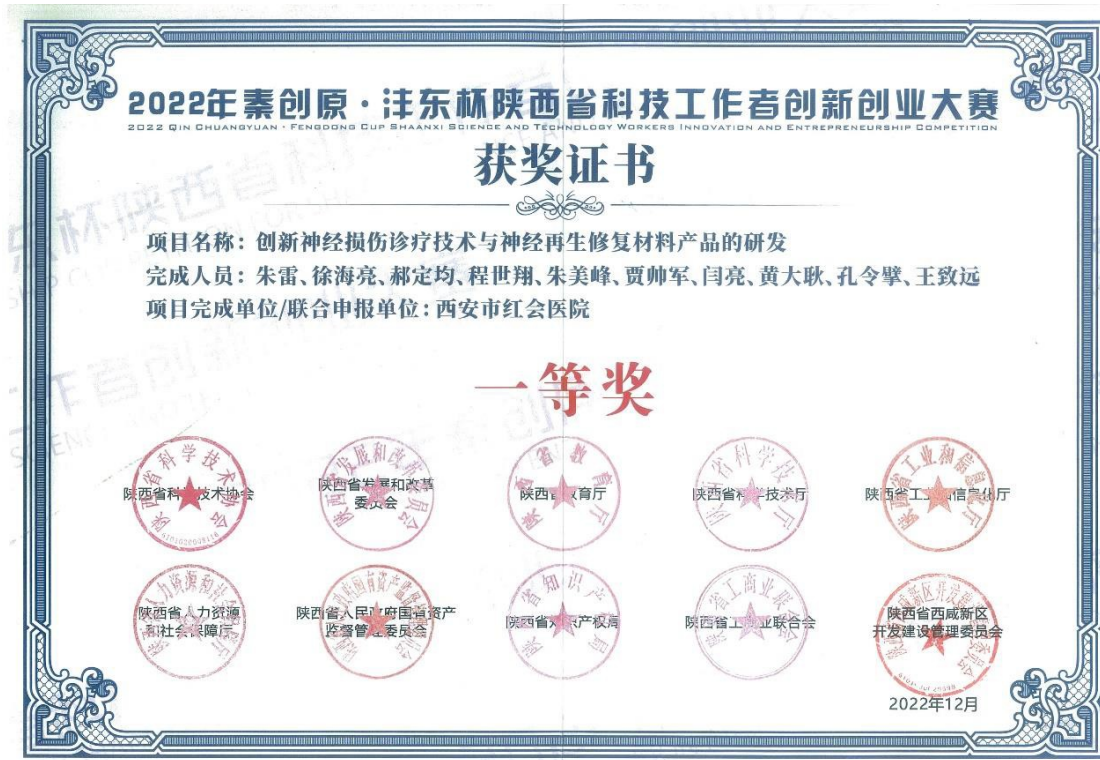 2022年秦创原·沣东杯陕西省科技工作者创新创业大赛
2022 QIN CHUANGYUAN · FENGDONG CUP SHAANXI SCIENCE AND TECHNOLOGY WORKERS INNOVATION AND ENTREPRENEURSHIP COMPETITION
获奖证书
项目名称：创新神经损伤诊疗技术与神经再生修复材料产品的研发
完成人员：朱雷、徐海亮、郝定均、程世翔、朱美峰、贾帅军、闫亮、黄大耿、孔令擘、王致远
项目完成单位/联合申报单位：西安市红会医院
一等奖
陕西省科学技术协会
陕西省发展和改革
委员会
陕西省教育厅
陕西省科学技术厅
陕西省工业和信息化厅
陕西省人力资源
和社会保障厅
陕西省人民政府国有资产
监督管理委员会
陕西省知识产权局
陕西省工商业联合会
陕西省西咸新区
开发建设管理委员会
2022年12月